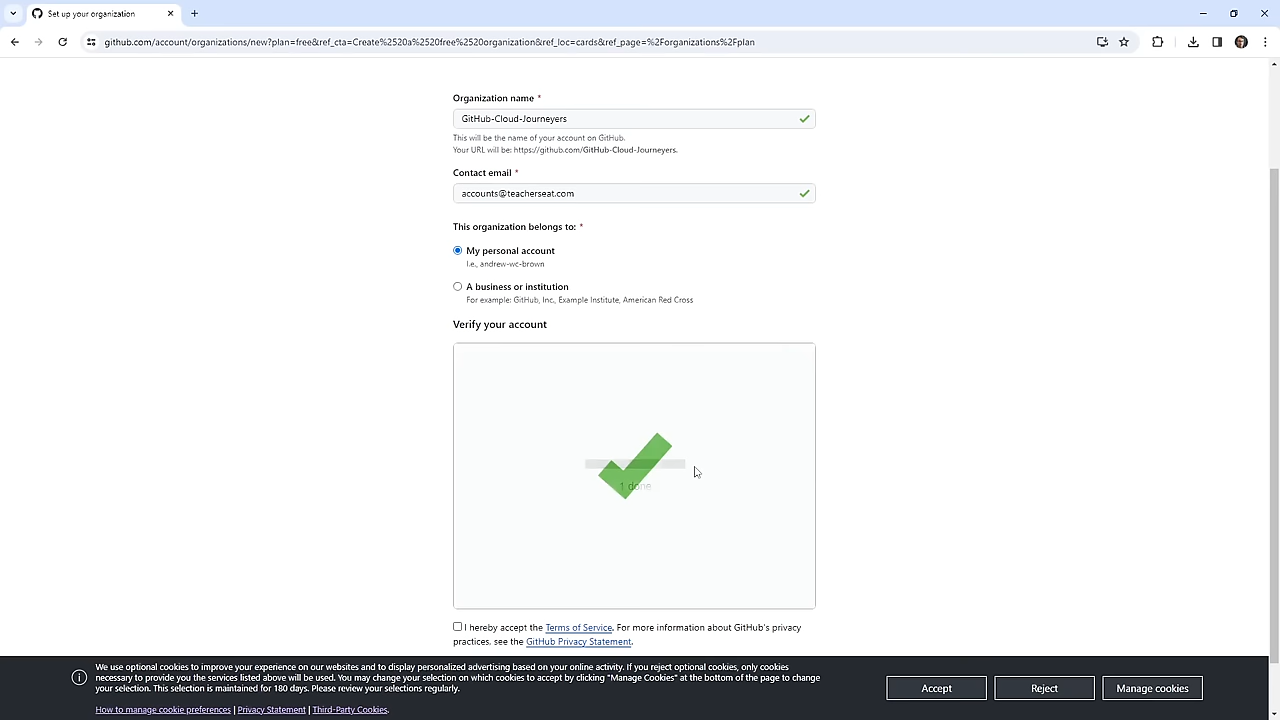 Set up your organization
github.com/account/organizations/new?plan=free&ref_cta=Create%2520a%2520free%2520organization&ref_loc=cards&ref_page=%2Forganizations%2Fplan
Organization name *
GitHub-Cloud-Journeyers
This will be the name of your account on GitHub.
Your URL will be: https://github.com/GitHub-Cloud-Journeyers.
Contact email *
accounts@teacherseat.com
This organization belongs to: *
My personal account
I.e., andrew-wc-brown
A business or institution
For example: GitHub, Inc., Example Institute, American Red Cross
Verify your account
1 done
I hereby accept the Terms of Service. For more information about GitHub's privacy
practices, see the GitHub Privacy Statement.
We use optional cookies to improve your experience on our websites and to display personalized advertising based on your online activity. If you reject optional cookies, only cookies
necessary to provide you the services listed above will be used. You may change your selection on which cookies to accept by clicking "Manage Cookies" at the bottom of the page to change
your selection. This selection is maintained for 180 days. Please review your selections regularly.
How to manage cookie preferences | Privacy Statement | Third-Party Cookies.
Accept
Reject
Manage cookies